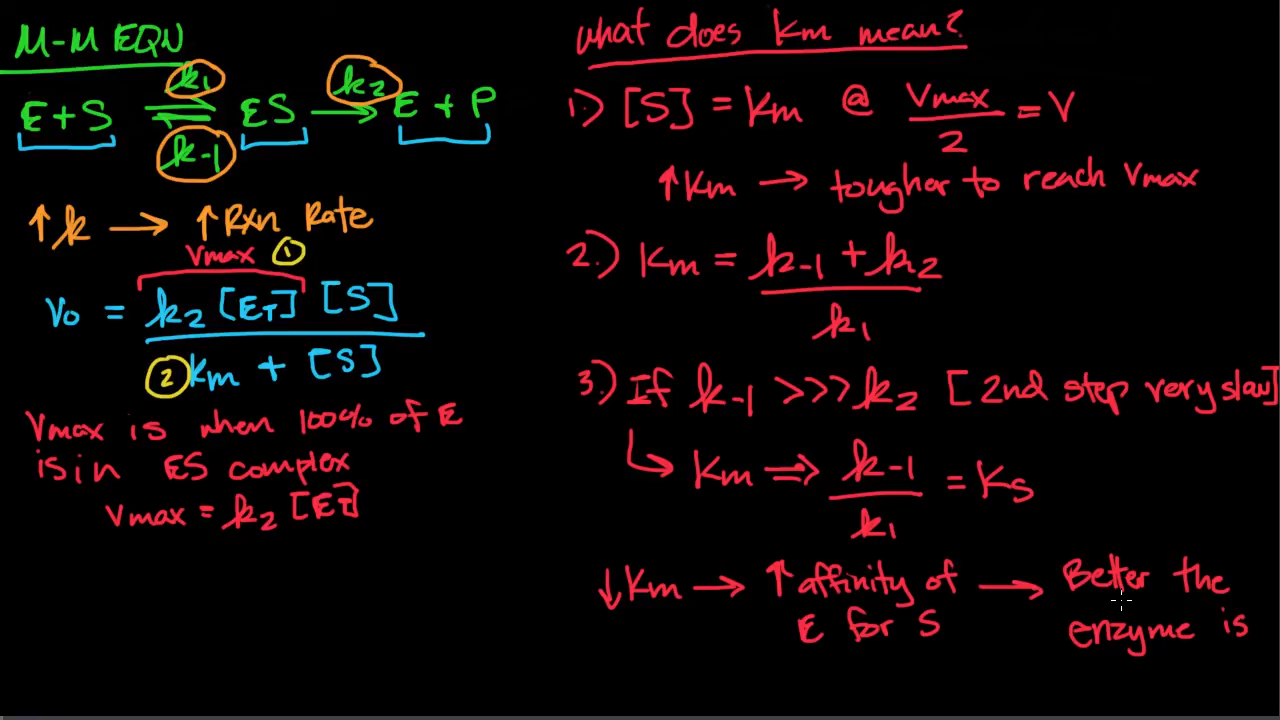 M-M EQN
k1
k2
E + S ⇌ ES → E + P
k-1
↑k → ↑Rxn Rate
Vmax ①
Vo = k2 [ET] [S]
② Km + [S]
Vmax is when 100% of E
is in ES complex
Vmax = k2 [ET]
what does Km mean?
1.) [S] = Km @ Vmax = V
2
↑Km → tougher to reach Vmax
2.) Km = k-1 + k2
k1
3.) If k-1 >>> k2 [2nd step very slow]
↳ Km ⇒ k-1 = Ks
k1
↓Km → ↑affinity of → Better the
E for S enzyme is